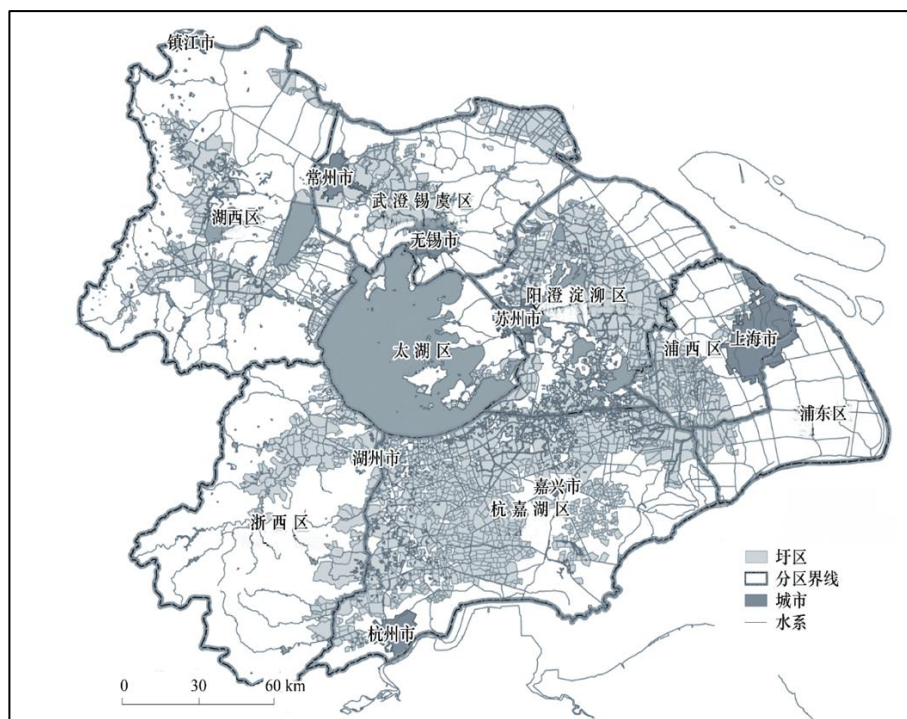 镇江市
常州市
武澄锡虞区
湖西区
无锡市
阳澄淀泖区
苏州市
太湖区
浦西区
上海市
浦东区
湖州市
嘉兴市
杭嘉湖区
浙西区
杭州市
圩区
分区界线
城市
水系
0 30 60 km